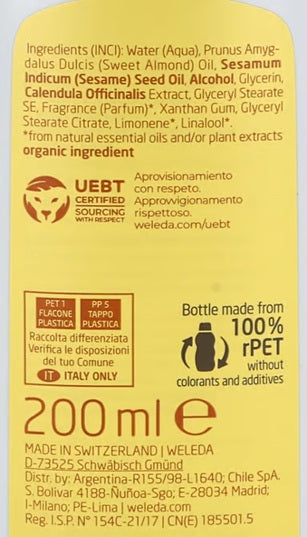 Ingredients (INCI): Water (Aqua), Prunus Amyg-
dalus Dulcis (Sweet Almond) Oil, Sesamum
Indicum (Sesame) Seed Oil, Alcohol, Glycerin,
Calendula Officinalis Extract, Glyceryl Stearate
SE, Fragrance (Parfum)*, Xanthan Gum, Glyceryl
Stearate Citrate, Limonene*, Linalool*.
*from natural essential oils and/or plant extracts
organic ingredient
UEBT
CERTIFIED
SOURCING
WITH RESPECT
Aprovisionamiento
con respeto.
Approvvigionamento
rispettoso.
weleda.com/uebt
PET 1
FLACONE
PLASTICA
PP 5
TAPPO
PLASTICA
Raccolta differenziata
Verifica le disposizioni
del tuo Comune
IT ITALY ONLY
Bottle made from
100%
rPET
without
colorants and additives
200 ml e
MADE IN SWITZERLAND | WELEDA
D-73525 Schwäbisch Gmünd
Distr. by: Argentina-R155/98-L1640; Chile SpA.
S. Bolivar 4188-Ñuñoa-Sgo; E-28034 Madrid;
I-Milano; PE-Lima | weleda.com
Reg. I.S.P. N° 154C-21/17 | CN(E) 185501.5